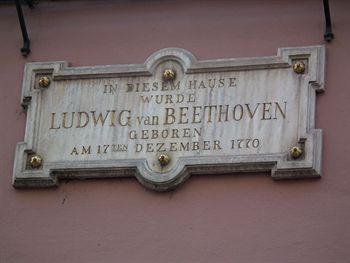 IN DIESEM HAUSE
WURDE
LUDWIG van BEETHOVEN
GEBOREN
AM 17TEN DEZEMBER 1770